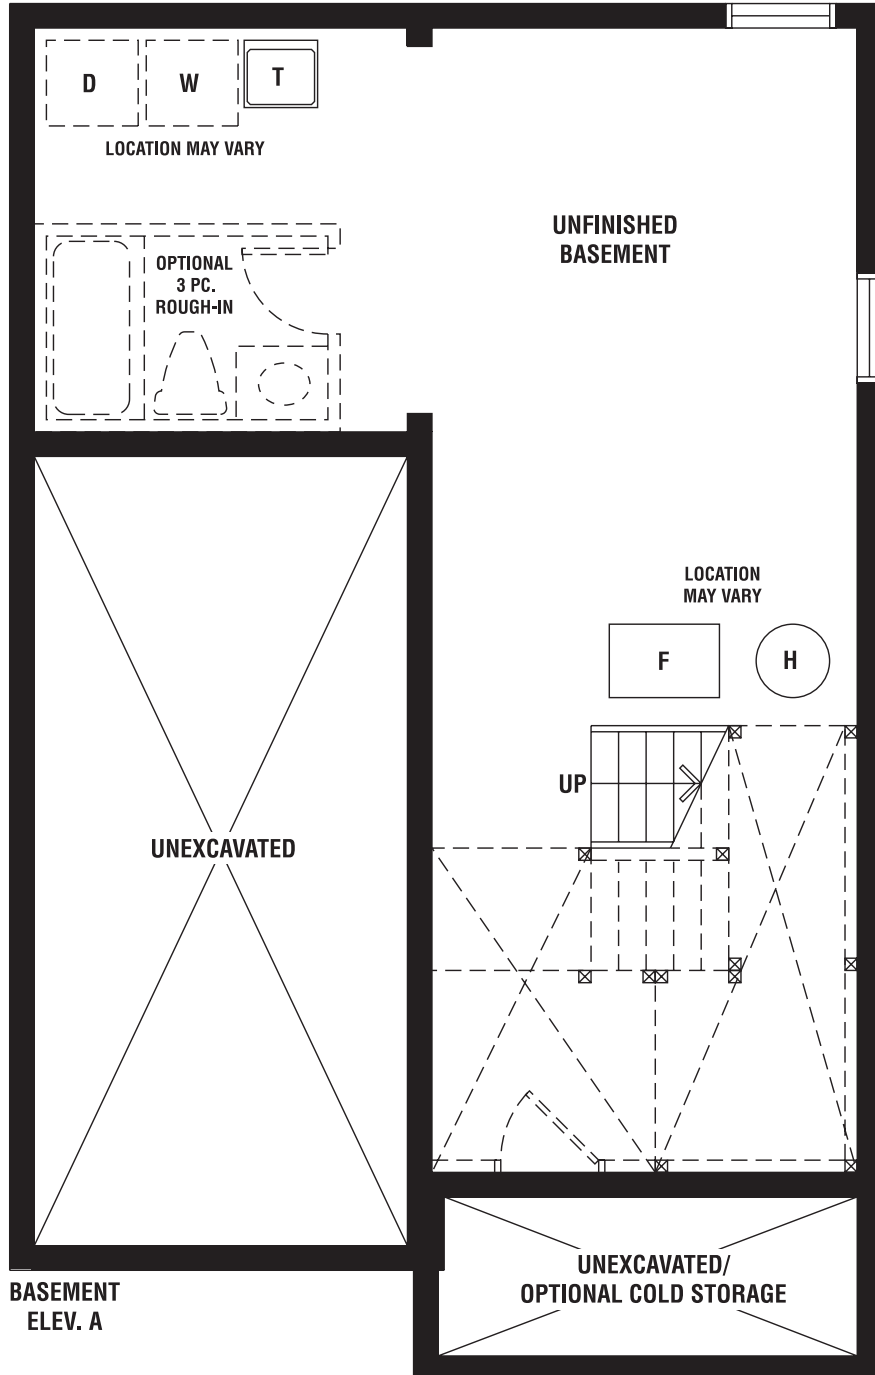 D
W
T
LOCATION MAY VARY
UNFINISHED
BASEMENT
OPTIONAL
3 PC.
ROUGH-IN
LOCATION
MAY VARY
F
H
UP
UNEXCAVATED
UNEXCAVATED/
OPTIONAL COLD STORAGE
BASEMENT
ELEV. A